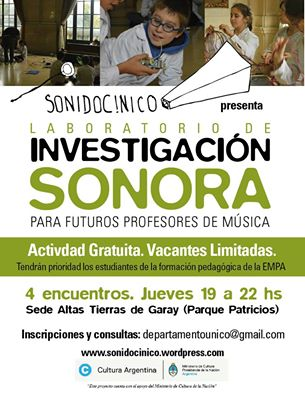 SONIDOC!NICO
presenta
LABORATORIO DE
INVESTIGACIÓN
SONORA
PARA FUTUROS PROFESORES DE MÚSICA
Activdad Gratuita. Vacantes Limitadas.
Tendrán prioridad los estudiantes de la formación pedagógica de la EMPA
4 encuentros. Jueves 19 a 22 hs
Sede Altas Tierras de Garay (Parque Patricios)
Inscripciones y consultas: departamentounico@gmail.com
www.sonidocinico.wordpress.com
Cultura Argentina
Ministerio de Cultura
Presidencia de la Nación
Argentina
"Este proyecto cuenta con el apoyo del Ministerio de Cultura de la Nación"